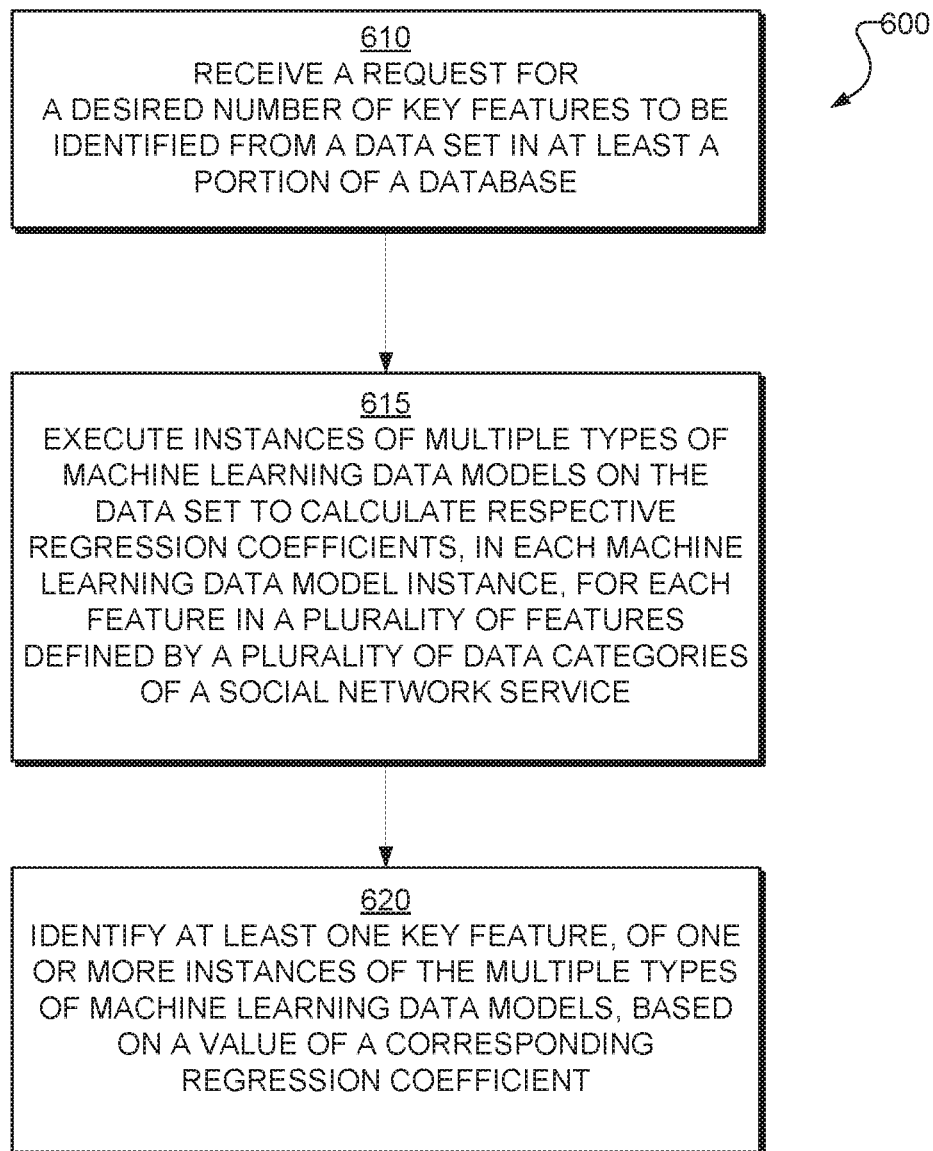 600
610
RECEIVE A REQUEST FOR
A DESIRED NUMBER OF KEY FEATURES TO BE
IDENTIFIED FROM A DATA SET IN AT LEAST A
PORTION OF A DATABASE
615
EXECUTE INSTANCES OF MULTIPLE TYPES OF
MACHINE LEARNING DATA MODELS ON THE
DATA SET TO CALCULATE RESPECTIVE
REGRESSION COEFFICIENTS, IN EACH MACHINE
LEARNING DATA MODEL INSTANCE, FOR EACH
FEATURE IN A PLURALITY OF FEATURES
DEFINED BY A PLURALITY OF DATA CATEGORIES
OF A SOCIAL NETWORK SERVICE
620
IDENTIFY AT LEAST ONE KEY FEATURE, OF ONE
OR MORE INSTANCES OF THE MULTIPLE TYPES
OF MACHINE LEARNING DATA MODELS, BASED
ON A VALUE OF A CORRESPONDING
REGRESSION COEFFICIENT